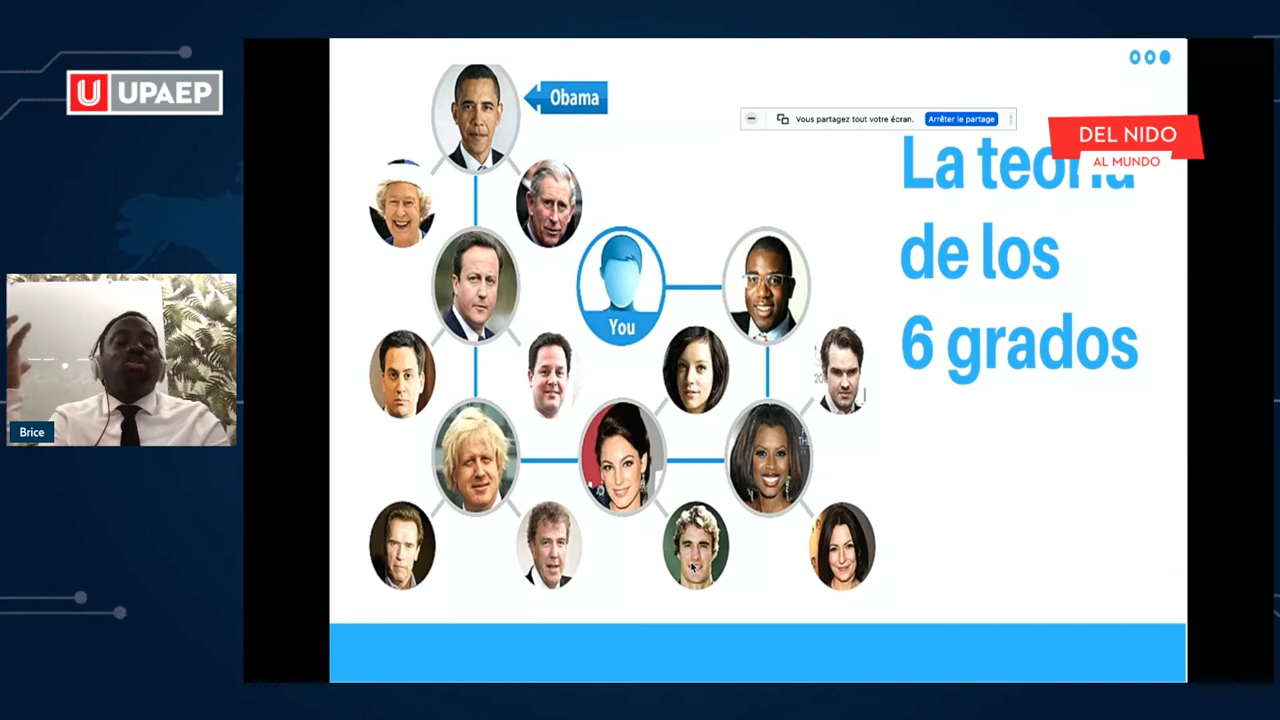 U UPAEP
Obama
Vous partagez tout votre écran.
Arrêter le partage
DEL NIDO
AL MUNDO
La teoría
de los
6 grados
You
Brice